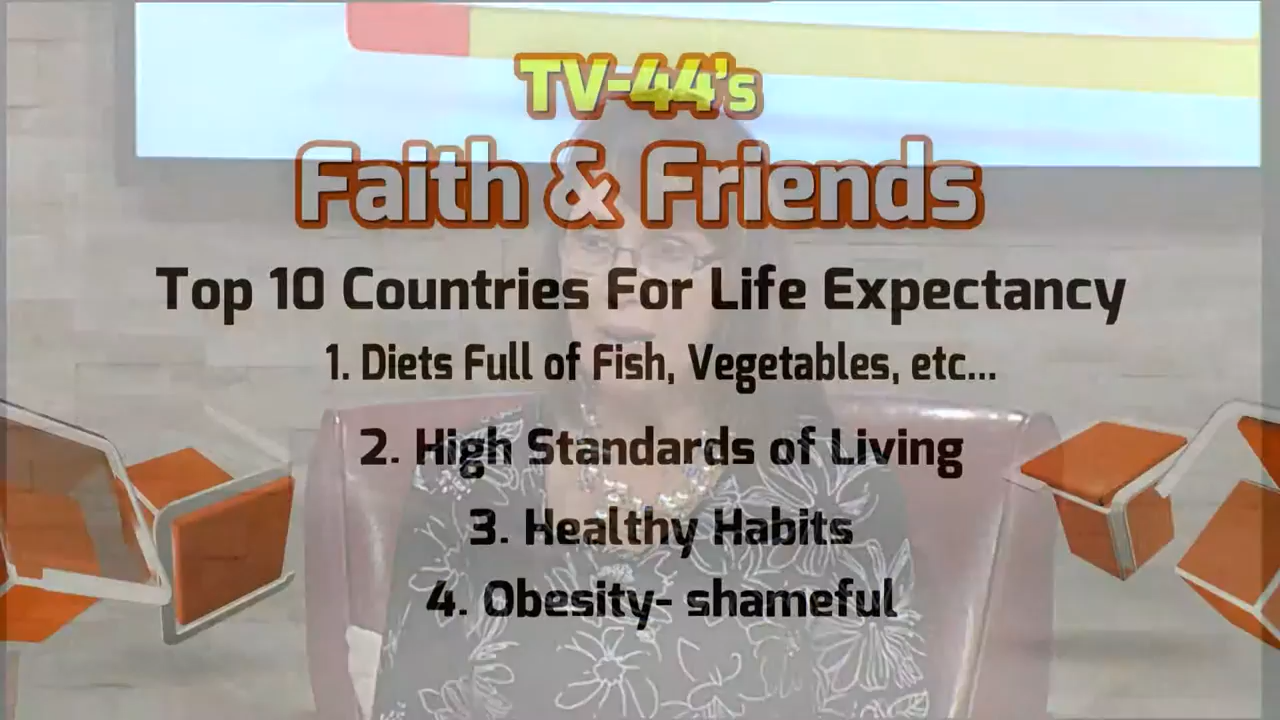 TV-44's
Faith & Friends
Top 10 Countries For Life Expectancy
1. Diets Full of Fish, Vegetables, etc...
2. High Standards of Living
3. Healthy Habits
4. Obesity- shameful